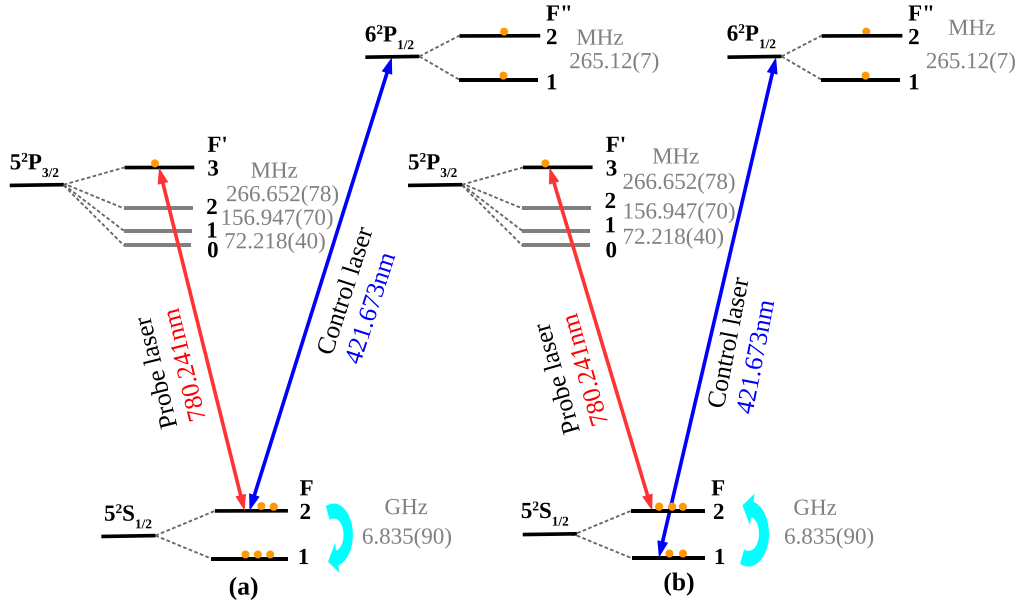 F"
6²P₁/₂
2
MHz
265.12(7)
1
F'
5²P₃/₂
3
MHz
266.652(78)
2
156.947(70)
1
72.218(40)
0
Probe laser
780.241nm
Control laser
421.673nm
F
5²S₁/₂
2
GHz
6.835(90)
1
(a)
F"
6²P₁/₂
2
MHz
265.12(7)
1
F'
5²P₃/₂
3
MHz
266.652(78)
2
156.947(70)
1
72.218(40)
0
Probe laser
780.241nm
Control laser
421.673nm
F
5²S₁/₂
2
GHz
6.835(90)
1
(b)